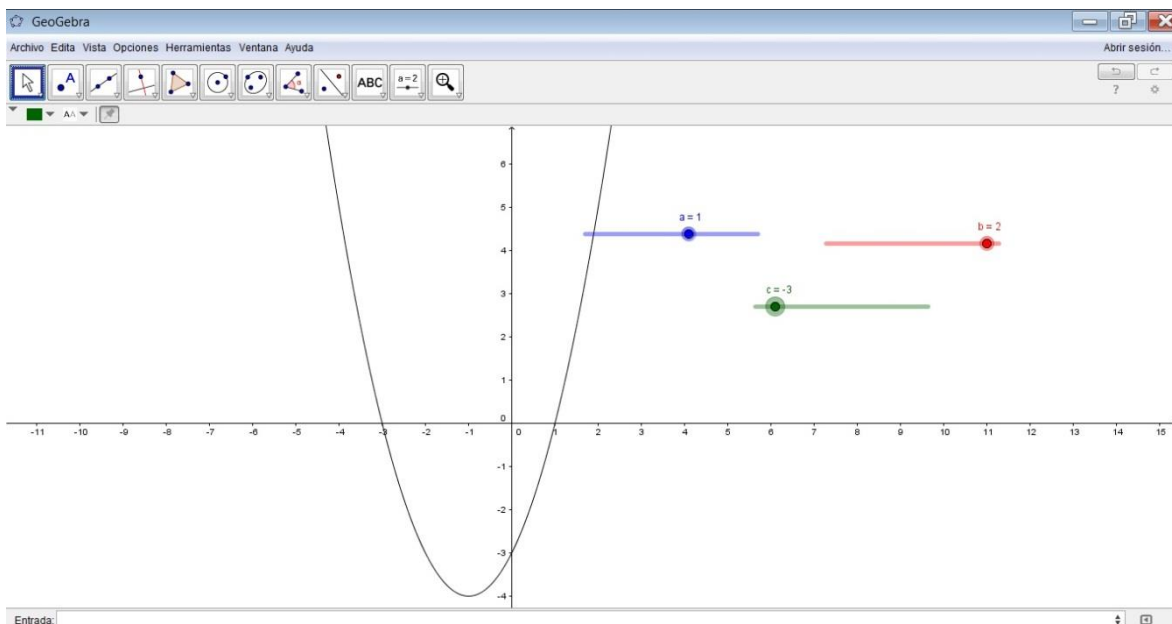 GeoGebra
Archivo Edita Vista Opciones Herramientas Ventana Ayuda
Abrir sesión...
A
ABC
a=2
?
AA
6
5
4
3
2
1
0
-1
-2
-3
-4
a = 1
b = 2
c = -3
-11 -10 -9 -8 -7 -6 -5 -4 -3 -2 -1 0 1 2 3 4 5 6 7 8 9 10 11 12 13 14 15
Entrada: